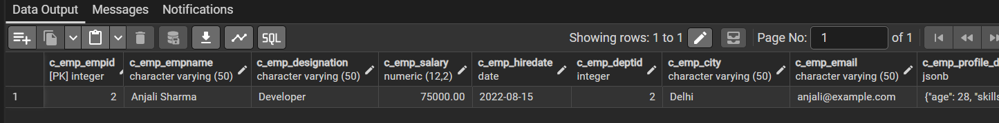 Data Output Messages Notifications
SQL Showing rows: 1 to 1 Page No: 1 of 1
c_emp_empid c_emp_empname c_emp_designation c_emp_salary c_emp_hiredate c_emp_deptid c_emp_city c_emp_email c_emp_profile_d
[PK] integer character varying (50) character varying (50) numeric (12,2) date integer character varying (50) character varying (50) jsonb
1 2 Anjali Sharma Developer 75000.00 2022-08-15 2 Delhi anjali@example.com {"age": 28, "skills